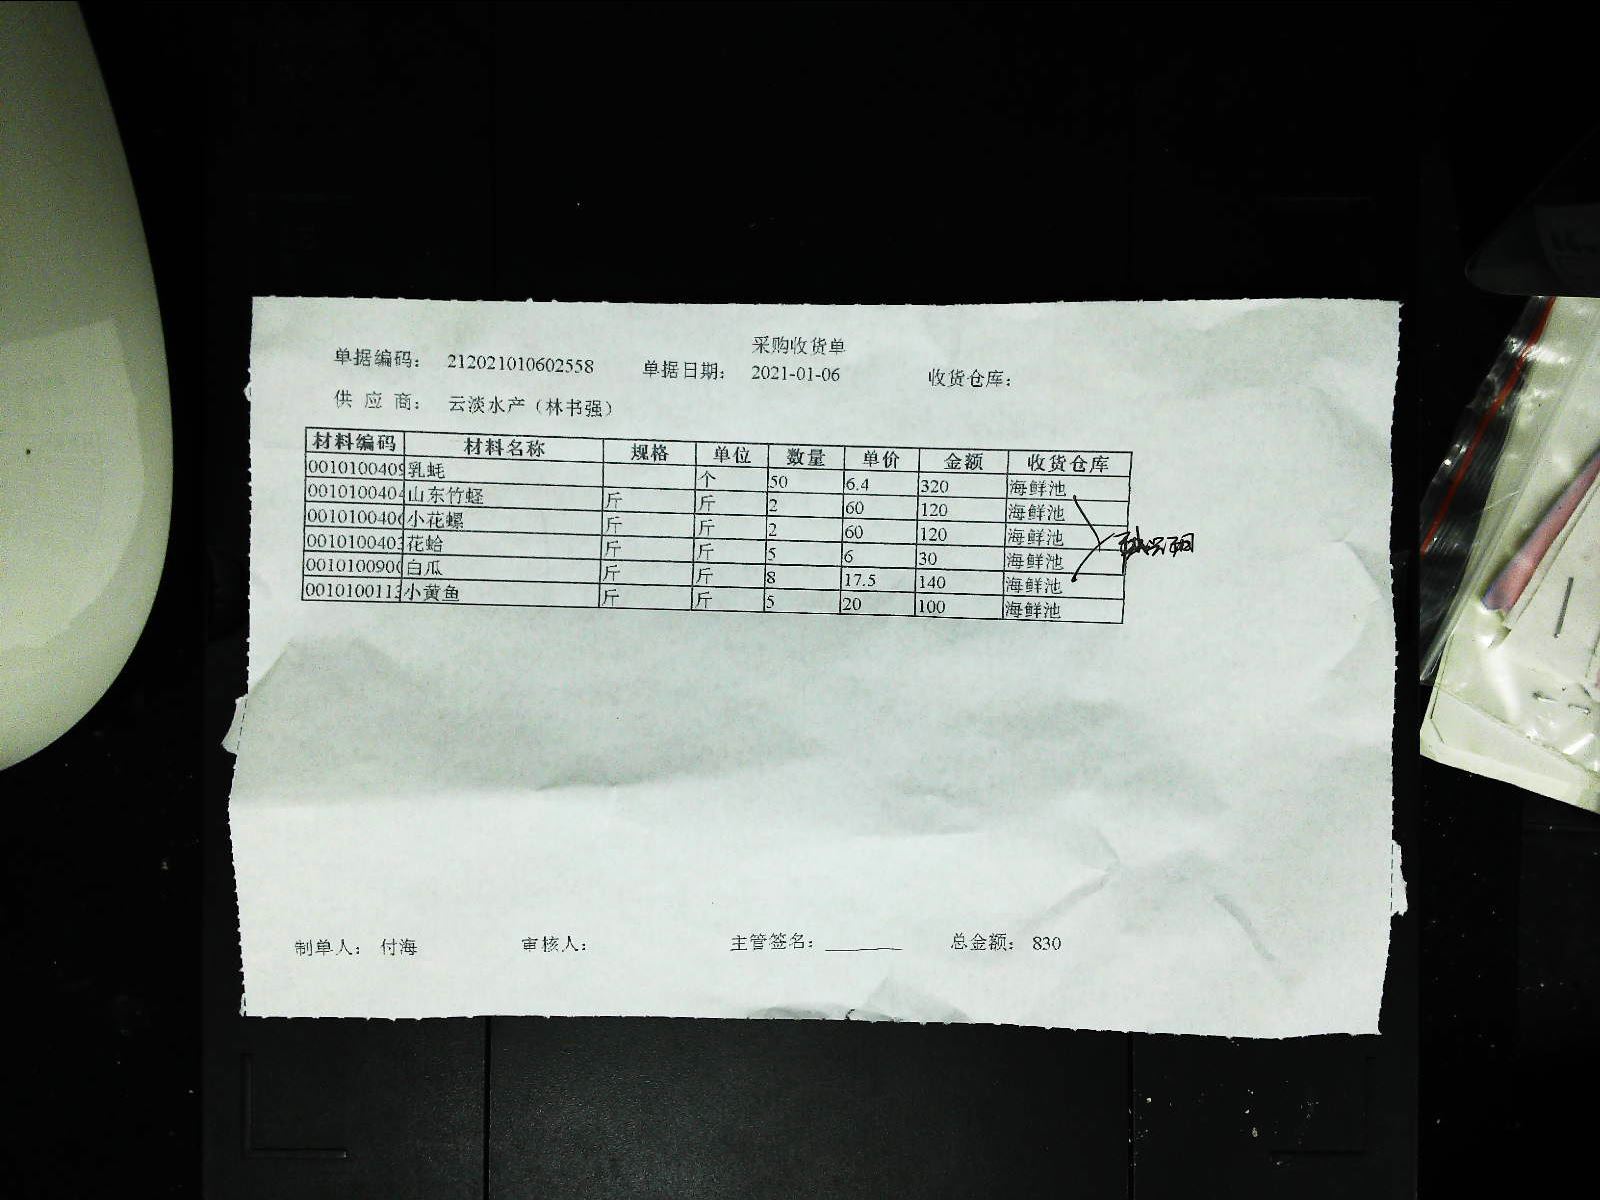 采购收货单
单据编码： 212021010602558 单据日期： 2021-01-06 收货仓库：
供 应 商： 云淡水产（林书强）
材料编码 材料名称 规格 单位 数量 单价 金额 收货仓库
0010100409 乳蚝 个 50 6.4 320 海鲜池
0010100404 山东竹蛏 斤 斤 2 60 120 海鲜池
001010040 小花螺 斤 斤 2 60 120 海鲜池
0010100403 花蛤 斤 斤 5 6 30 海鲜池
001010090 白瓜 斤 斤 8 17.5 140 海鲜池
001010011 小黄鱼 斤 斤 5 20 100 海鲜池
制单人： 付海 审核人： 主管签名： 总金额： 830